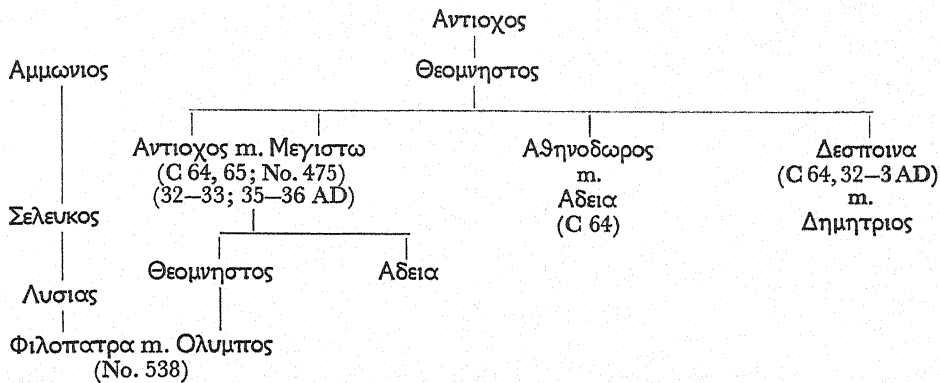 Αντιοχος
Αμμωνιος Θεομνηστος
Αντιοχος m. Μεγιστω Αθηνοδωρος Δεσποινα
(C 64, 65; No. 475) m. (C 64, 32–3 AD)
(32–33; 35–36 AD) Αδεια m.
Σελευκος (C 64) Δημητριος
Θεομνηστος Αδεια
Λυσιας
Φιλοπατρα m. Ολυμπος
(No. 538)